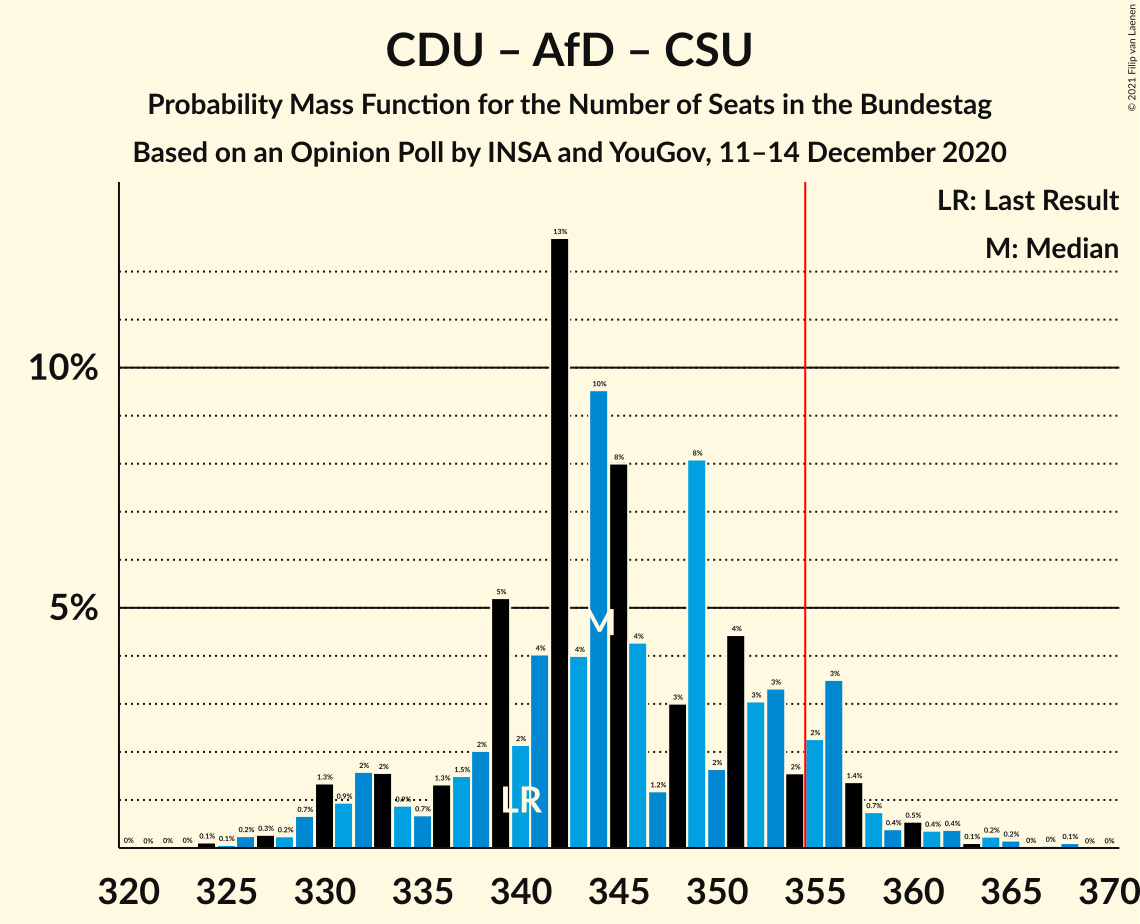 CDU – AfD – CSU
Probability Mass Function for the Number of Seats in the Bundestag
Based on an Opinion Poll by INSA and YouGov, 11–14 December 2020
© 2021 Filip van Laenen
LR: Last Result
M: Median
10%
5%
0% 0% 0% 0% 0.1% 0.1% 0.2% 0.3% 0.2% 0.7% 1.3% 0.9% 2% 2% 0.9% 0.7% 1.3% 1.5% 2% 5% 2% 4% 13% 4% 10% 8% 4% 1.2% 3% 8% 2% 4% 3% 3% 2% 2% 3% 1.4% 0.7% 0.4% 0.5% 0.4% 0.4% 0.1% 0.2% 0.2% 0% 0% 0.1% 0% 0%
M
LR
320 325 330 335 340 345 350 355 360 365 370